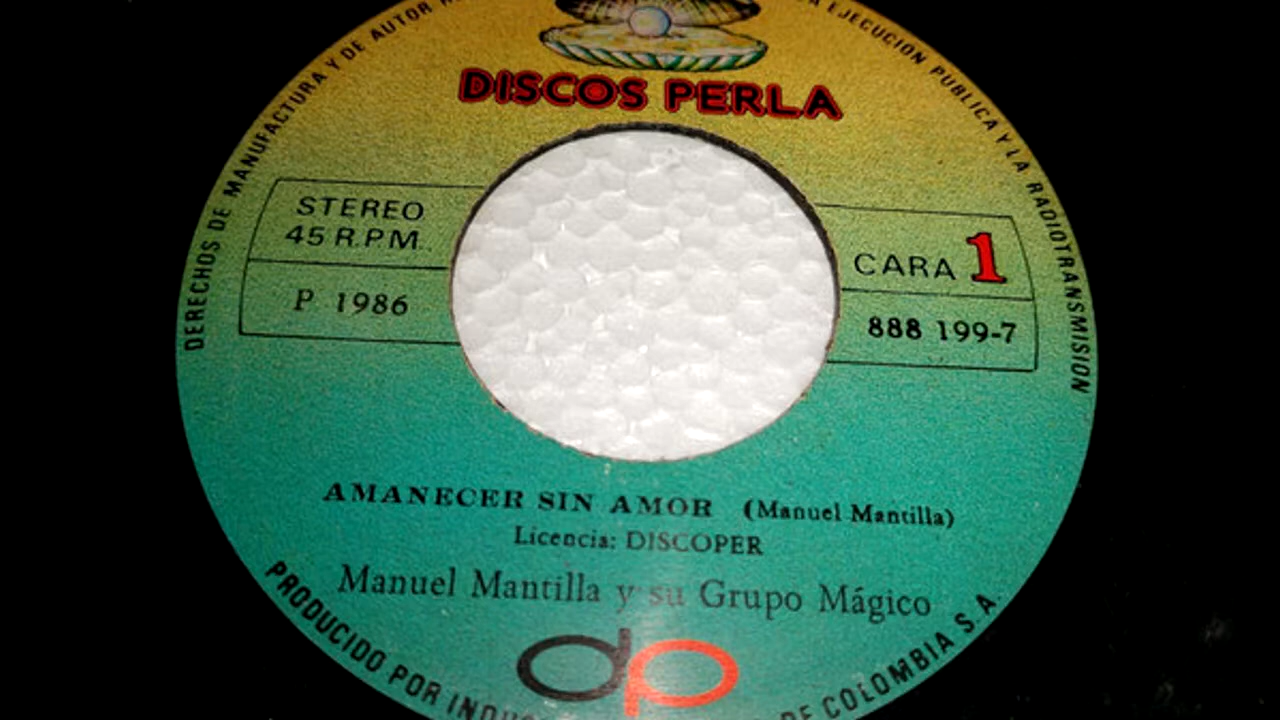 DERECHOS DE MANUFACTURA Y DE AUTOR
EJECUCION PUBLICA Y LA RADIOTRANSMISION
DISCOS PERLA
STEREO
45 R.P.M.
P 1986
CARA 1
888 199-7
AMANECER SIN AMOR (Manuel Mantilla)
Licencia: DISCOPER
Manuel Mantilla y su Grupo Mágico
dp
PRODUCIDO POR
DE COLOMBIA S.A.